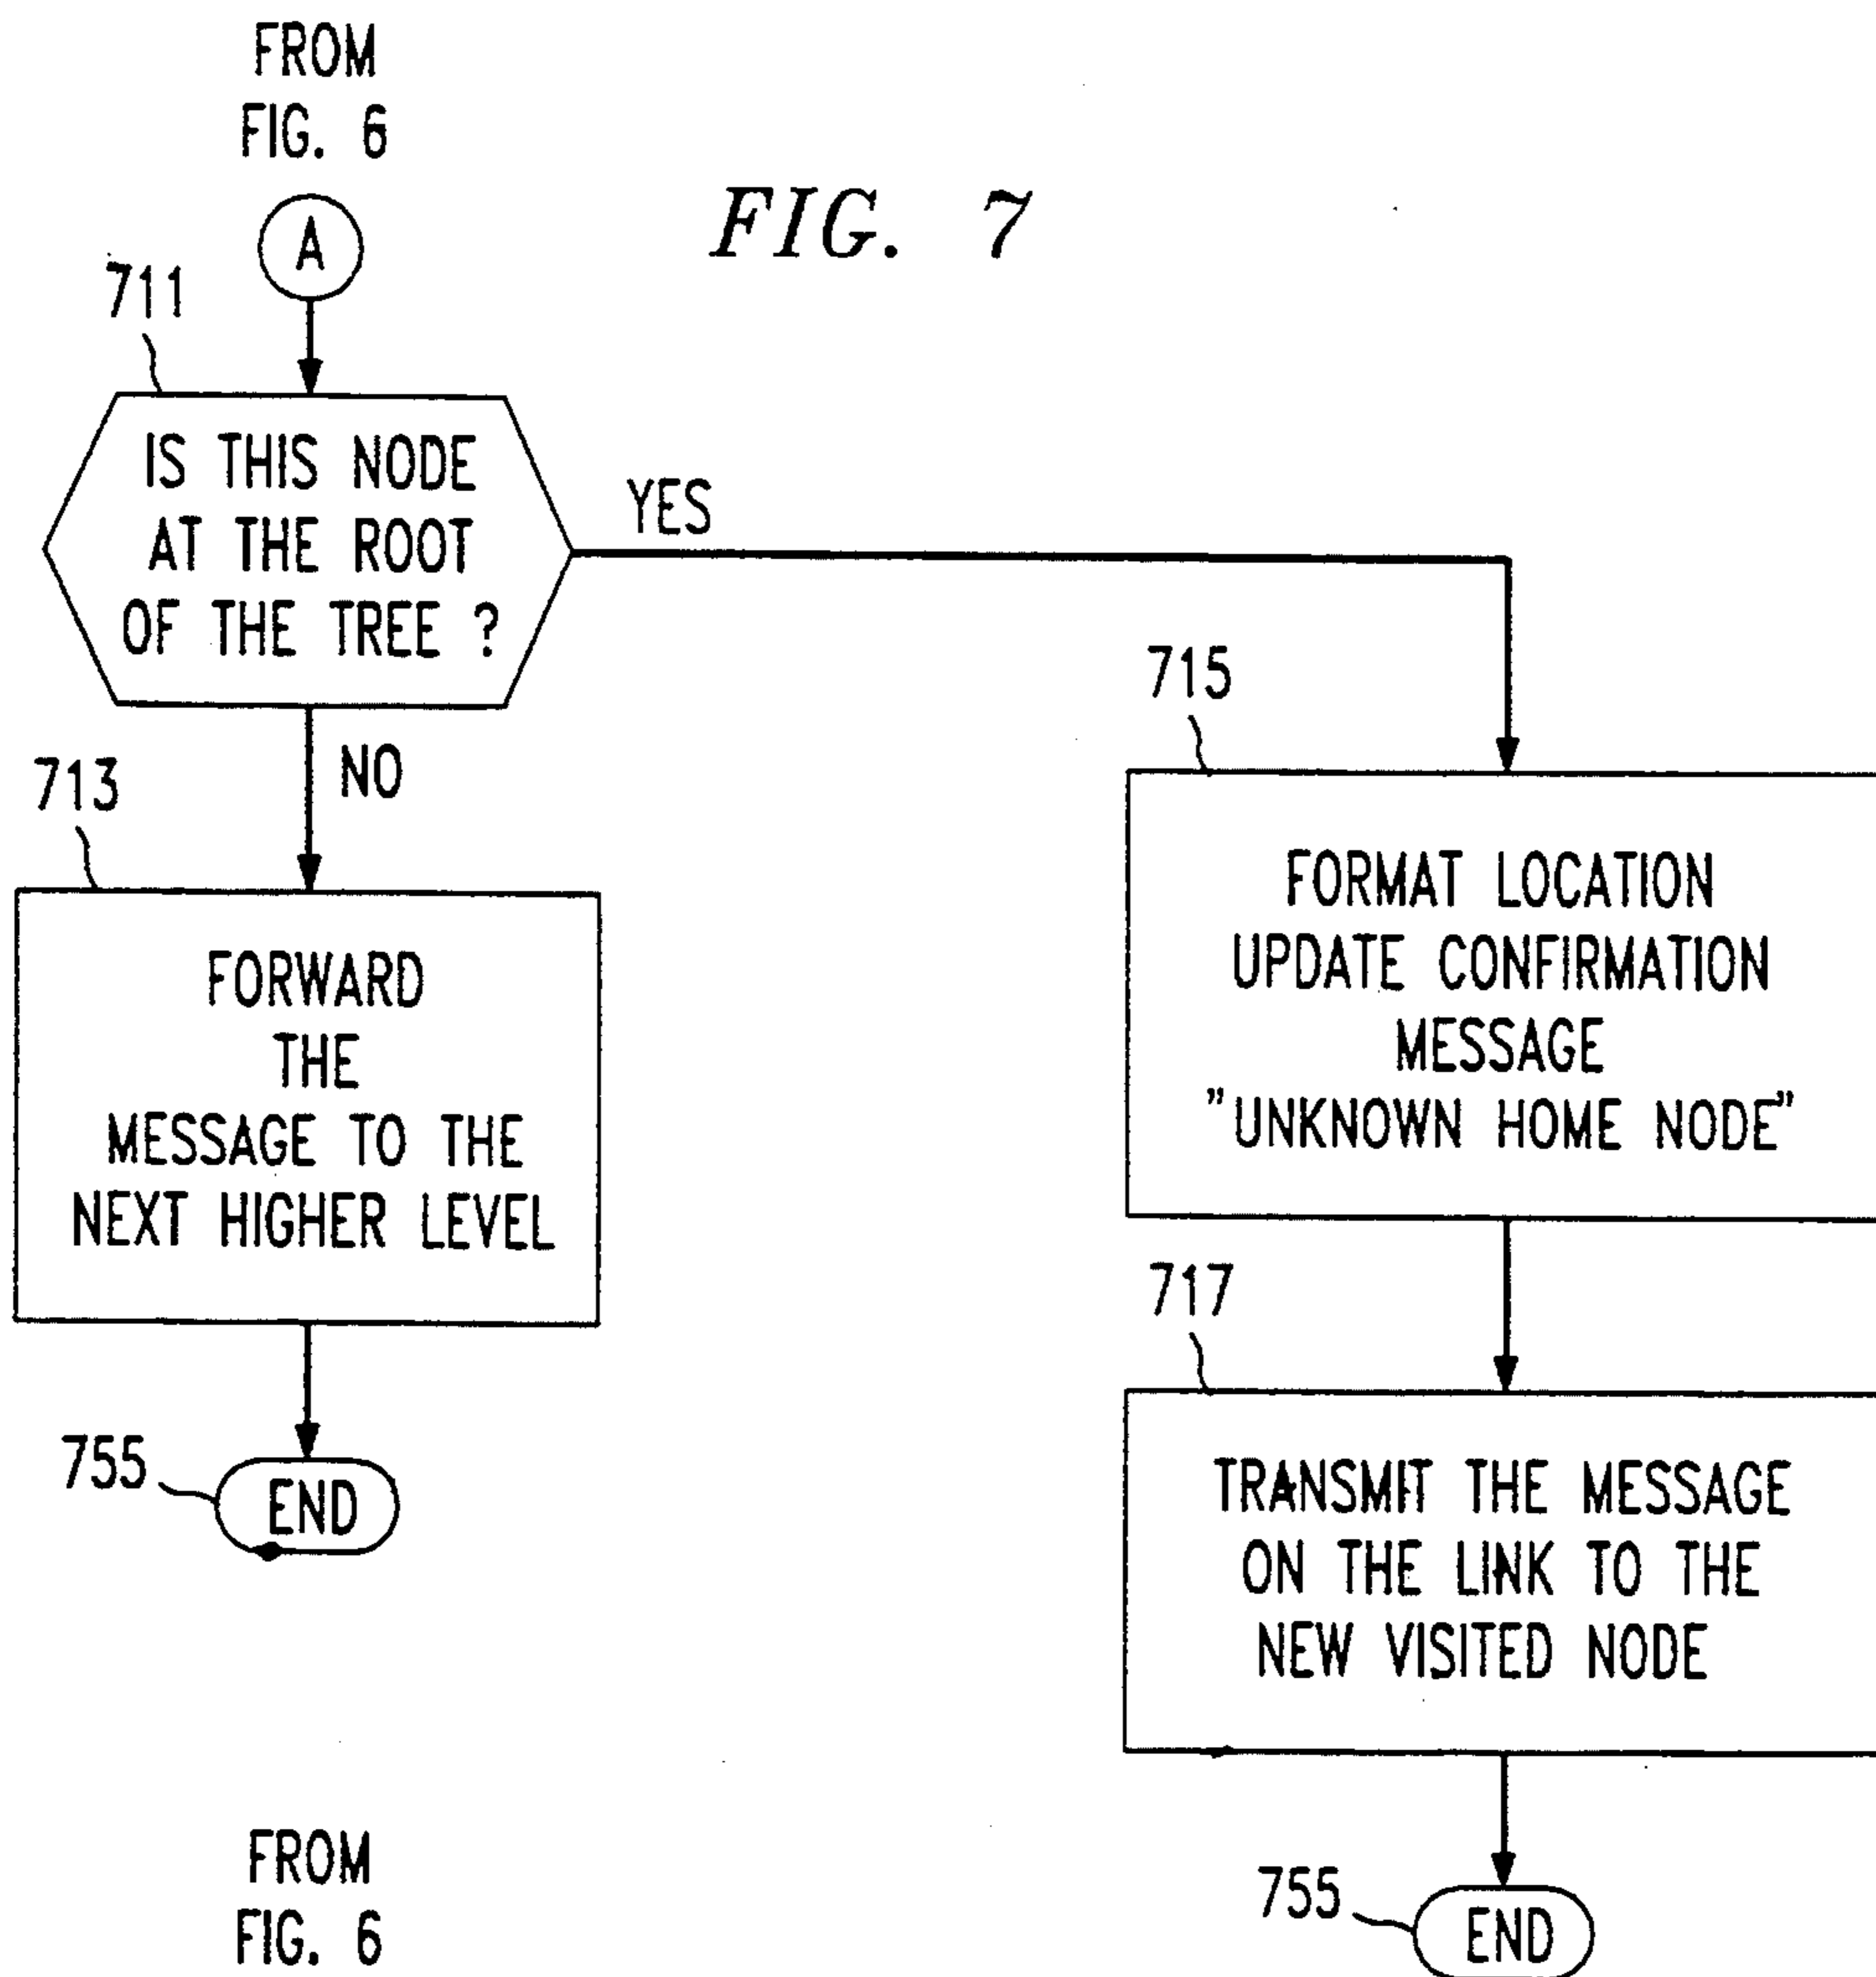 FROM
FIG. 6
FIG. 7
A
711
IS THIS NODE
AT THE ROOT
OF THE TREE ?
YES
NO
713
FORWARD
THE
MESSAGE TO THE
NEXT HIGHER LEVEL
755
END
715
FORMAT LOCATION
UPDATE CONFIRMATION
MESSAGE
"UNKNOWN HOME NODE"
717
TRANSMIT THE MESSAGE
ON THE LINK TO THE
NEW VISITED NODE
755
END
FROM
FIG. 6